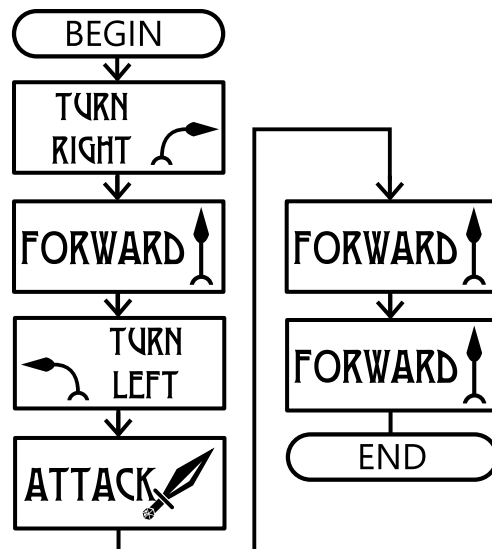 BEGIN
TURN
RIGHT
FORWARD
TURN
LEFT
ATTACK
FORWARD
FORWARD
END